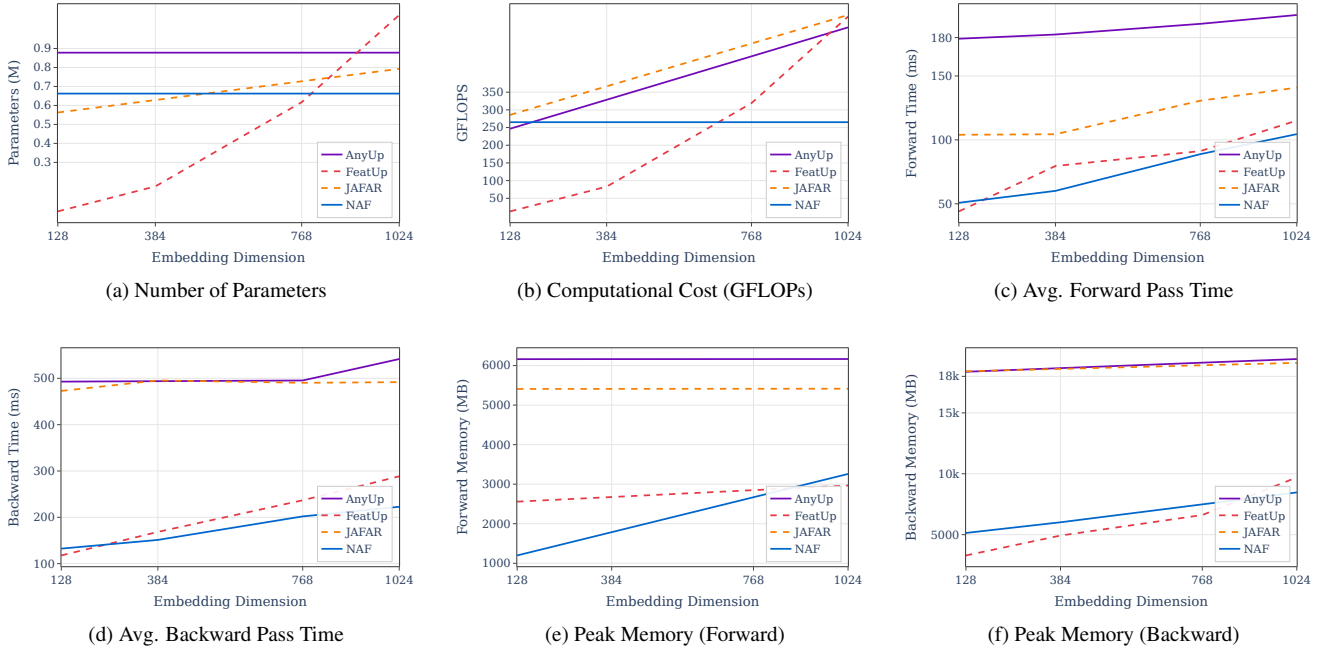 Parameters (M)
0.9
0.8
0.7
0.6
0.5
0.4
0.3
AnyUp
FeatUp
JAFAR
NAF
128
384
768
1024
Embedding Dimension
(a) Number of Parameters
GFLOPS
350
300
250
200
150
100
50
AnyUp
FeatUp
JAFAR
NAF
128
384
768
1024
Embedding Dimension
(b) Computational Cost (GFLOPs)
Forward Time (ms)
180
150
100
50
AnyUp
FeatUp
JAFAR
NAF
128
384
768
1024
Embedding Dimension
(c) Avg. Forward Pass Time
Backward Time (ms)
500
400
300
200
100
AnyUp
FeatUp
JAFAR
NAF
128
384
768
1024
Embedding Dimension
(d) Avg. Backward Pass Time
Forward Memory (MB)
6000
5000
4000
3000
2000
1000
AnyUp
FeatUp
JAFAR
NAF
128
384
768
1024
Embedding Dimension
(e) Peak Memory (Forward)
Backward Memory (MB)
18k
15k
10k
5000
AnyUp
FeatUp
JAFAR
NAF
128
384
768
1024
Embedding Dimension
(f) Peak Memory (Backward)